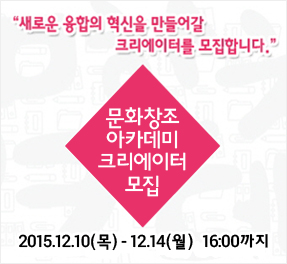 “새로운 융합의 혁신을 만들어갈
크리에이터를 모집합니다.”
문화창조
아카데미
크리에이터
모집
2015.12.10(목) - 12.14(월) 16:00까지